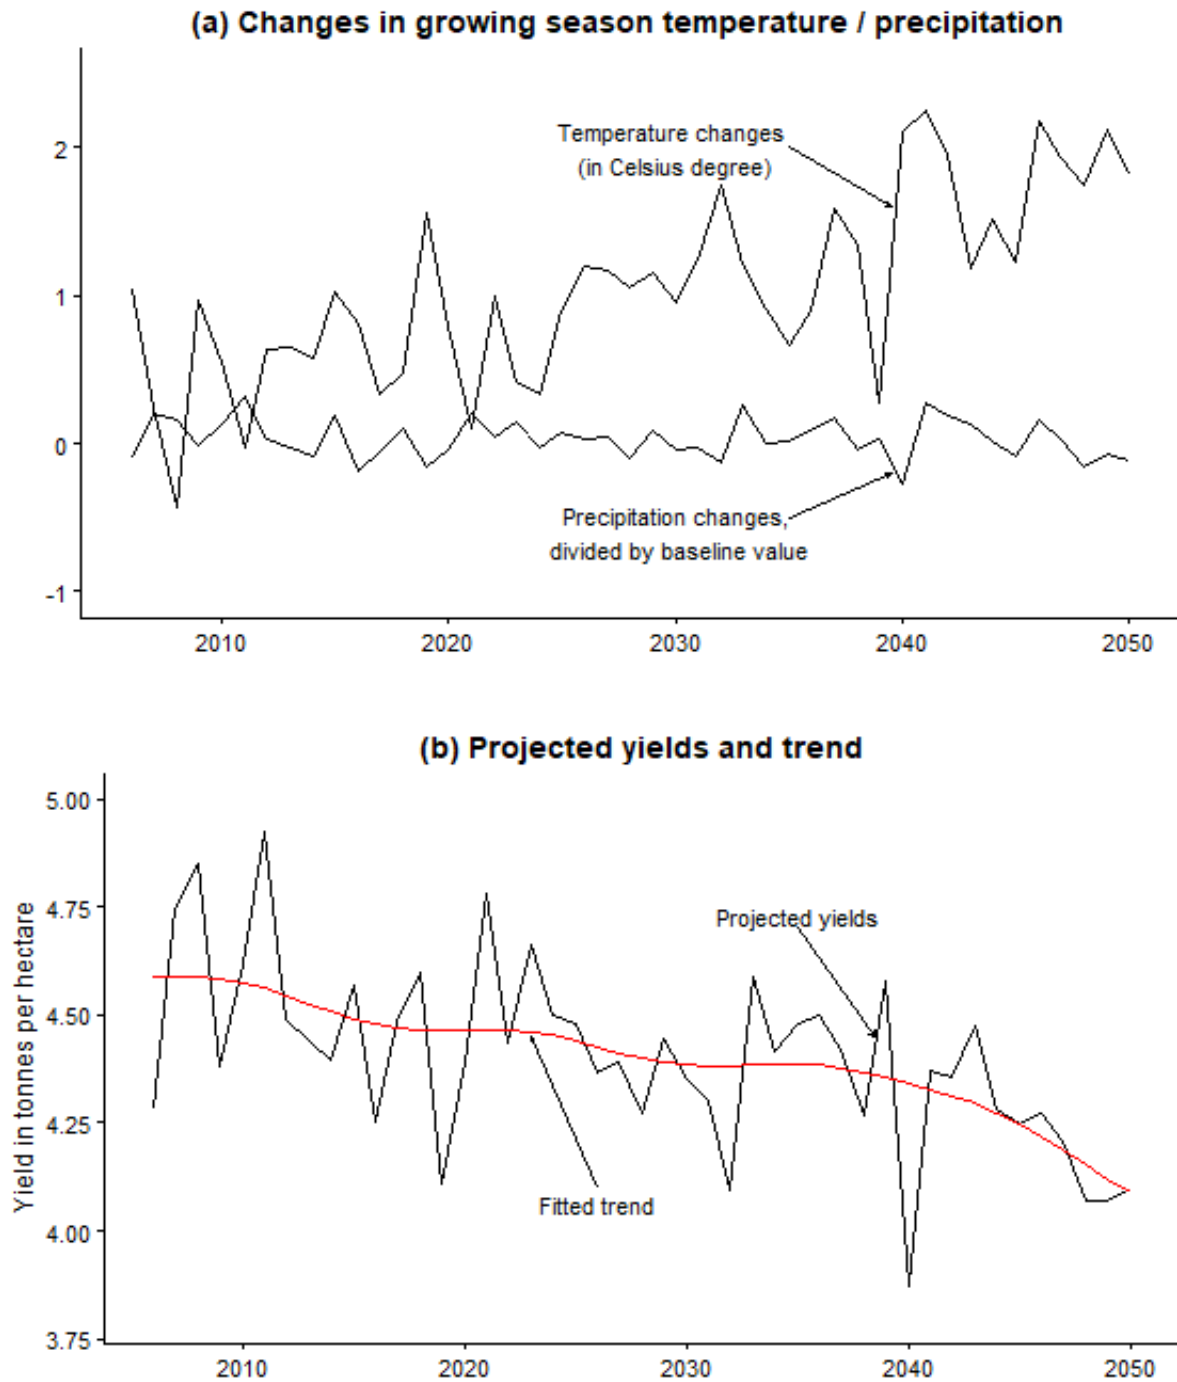 (a) Changes in growing season temperature / precipitation
2
1
0
-1
Temperature changes
(in Celsius degree)
Precipitation changes,
divided by baseline value
2010 2020 2030 2040 2050
(b) Projected yields and trend
Yield in tonnes per hectare
5.00
4.75
4.50
4.25
4.00
3.75
Projected yields
Fitted trend
2010 2020 2030 2040 2050